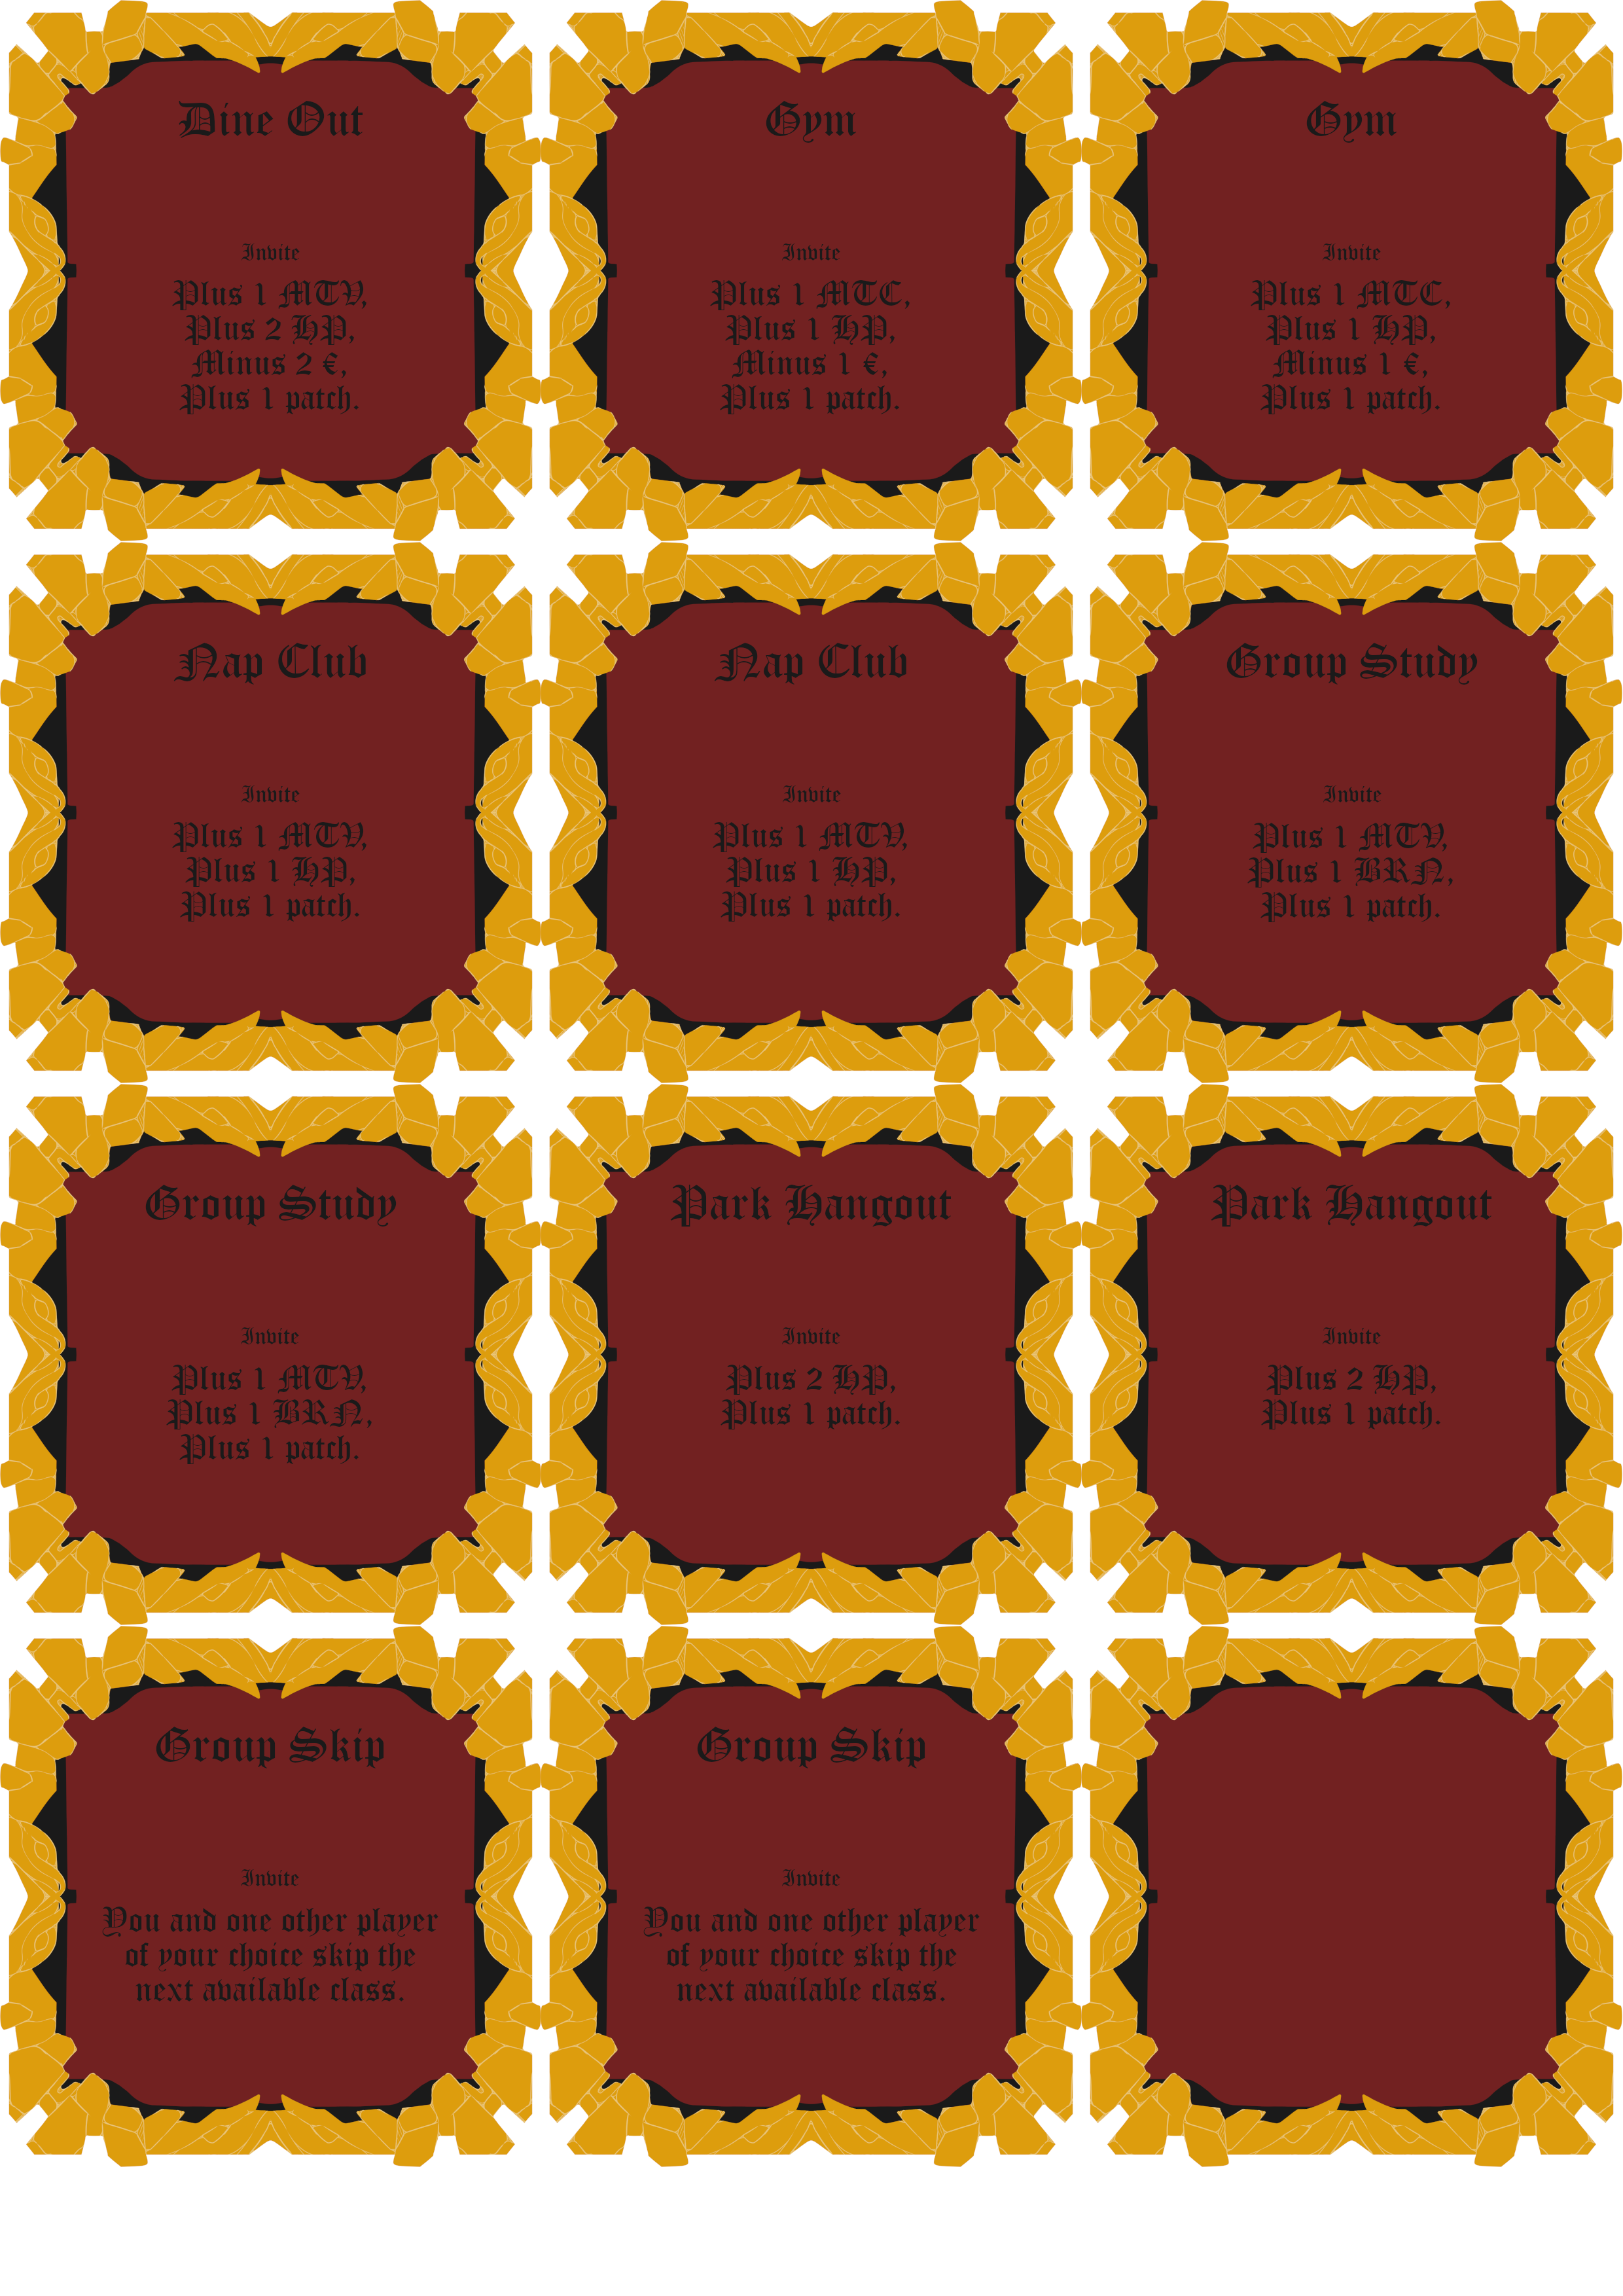 Dine Out
Invite
Plus 1 MTV,
Plus 2 HP,
Minus 2 €,
Plus 1 patch.
Gym
Invite
Plus 1 MTC,
Plus 1 HP,
Minus 1 €,
Plus 1 patch.
Gym
Invite
Plus 1 MTC,
Plus 1 HP,
Minus 1 €,
Plus 1 patch.
Nap Club
Invite
Plus 1 MTV,
Plus 1 HP,
Plus 1 patch.
Nap Club
Invite
Plus 1 MTV,
Plus 1 HP,
Plus 1 patch.
Group Study
Invite
Plus 1 MTV,
Plus 1 BRN,
Plus 1 patch.
Group Study
Invite
Plus 1 MTV,
Plus 1 BRN,
Plus 1 patch.
Park Hangout
Invite
Plus 2 HP,
Plus 1 patch.
Park Hangout
Invite
Plus 2 HP,
Plus 1 patch.
Group Skip
Invite
You and one other player
of your choice skip the
next available class.
Group Skip
Invite
You and one other player
of your choice skip the
next available class.